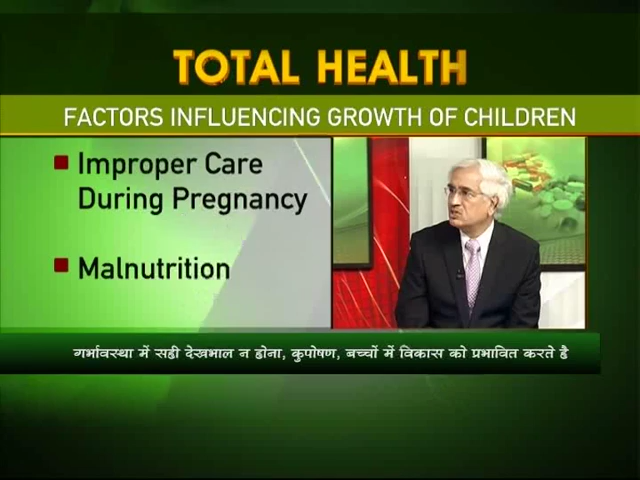 TOTAL HEALTH
FACTORS INFLUENCING GROWTH OF CHILDREN
Improper Care
During Pregnancy
Malnutrition
गर्भावस्था में सही देखभाल न होना, कुपोषण, बच्चों में विकास को प्रभावित करते है